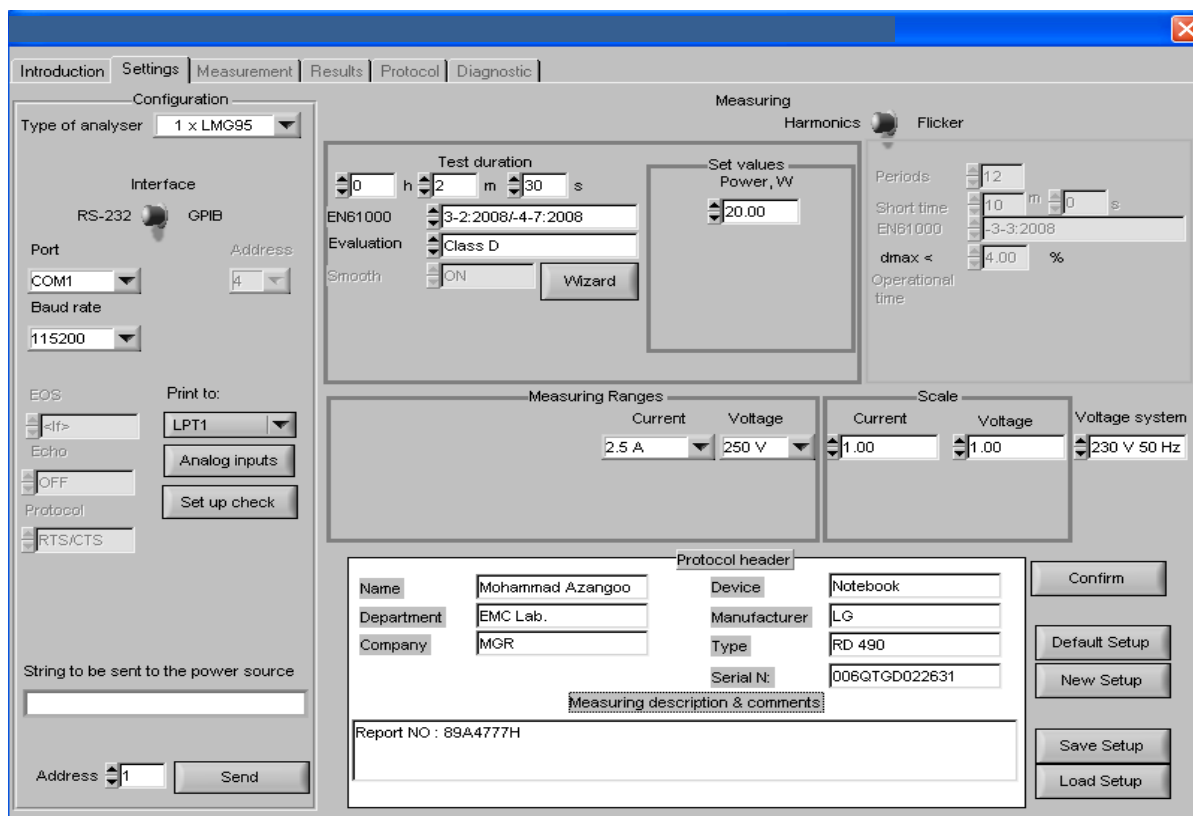 Introduction Settings Measurement Results Protocol Diagnostic
Configuration
Type of analyser 1 x LMG95
Interface
RS-232 GPIB
Port Address
COM1 4
Baud rate
115200
EOS Print to:
<lf> LPT1
Echo Analog inputs
OFF Set up check
Protocol
RTS/CTS
String to be sent to the power source
Address 1 Send
Measuring
Harmonics Flicker
Test duration
0 h 2 m 30 s
EN61000 3-2:2008/-4-7:2008
Evaluation Class D
Smooth ON Wizard
Set values
Power, W
20.00
Periods 12
Short time 10 m 0 s
EN61000 -3-3:2008
dmax < 4.00 %
Operational
time
Measuring Ranges
Current Voltage
2.5 A 250 V
Scale
Current Voltage
1.00 1.00
Voltage system
230 V 50 Hz
Protocol header
Name Mohammad Azangoo Device Notebook
Department EMC Lab. Manufacturer LG
Company MGR Type RD 490
Serial N: 006QTGD022631
Measuring description & comments
Report NO : 89A4777H
Confirm
Default Setup
New Setup
Save Setup
Load Setup